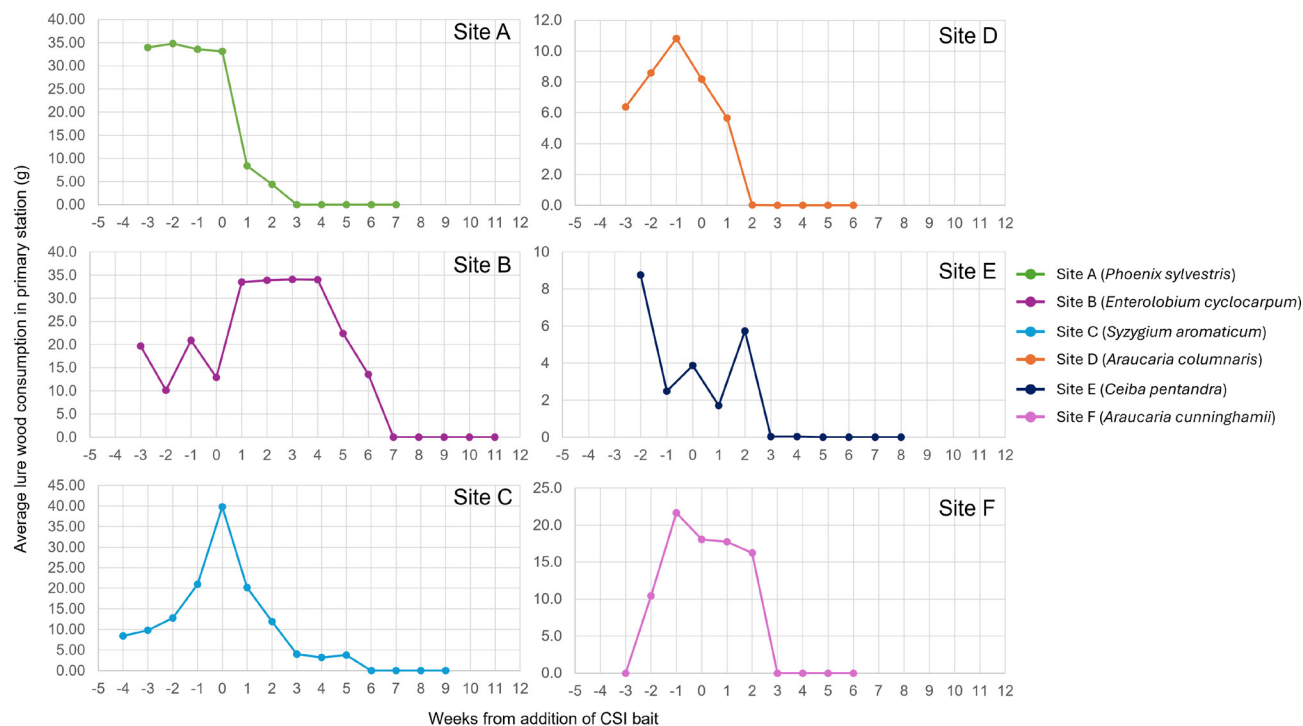 Average lure wood consumption in primary station (g)
Site A
40.00
35.00
30.00
25.00
20.00
15.00
10.00
5.00
0.00
-5 -4 -3 -2 -1 0 1 2 3 4 5 6 7 8 9 10 11 12
Site B
40.0
35.0
30.0
25.0
20.0
15.0
10.0
5.0
0.0
-5 -4 -3 -2 -1 0 1 2 3 4 5 6 7 8 9 10 11 12
Site C
45.00
40.00
35.00
30.00
25.00
20.00
15.00
10.00
5.00
0.00
-5 -4 -3 -2 -1 0 1 2 3 4 5 6 7 8 9 10 11 12
Site D
12.0
10.0
8.0
6.0
4.0
2.0
0.0
-5 -4 -3 -2 -1 0 1 2 3 4 5 6 7 8 9 10 11 12
Site E
10
8
6
4
2
0
-5 -4 -3 -2 -1 0 1 2 3 4 5 6 7 8 9 10 11 12
Site F
25.0
20.0
15.0
10.0
5.0
0.0
-5 -4 -3 -2 -1 0 1 2 3 4 5 6 7 8 9 10 11 12
Weeks from addition of CSI bait
Site A (Phoenix sylvestris)
Site B (Enterolobium cyclocarpum)
Site C (Syzygium aromaticum)
Site D (Araucaria columnaris)
Site E (Ceiba pentandra)
Site F (Araucaria cunninghamii)